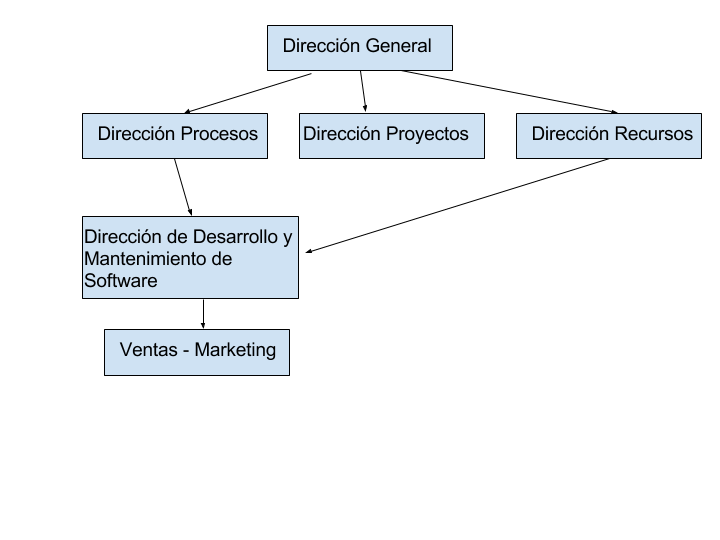 Dirección General
Dirección Procesos
Dirección Proyectos
Dirección Recursos
Dirección de Desarrollo y
Mantenimiento de
Software
Ventas - Marketing